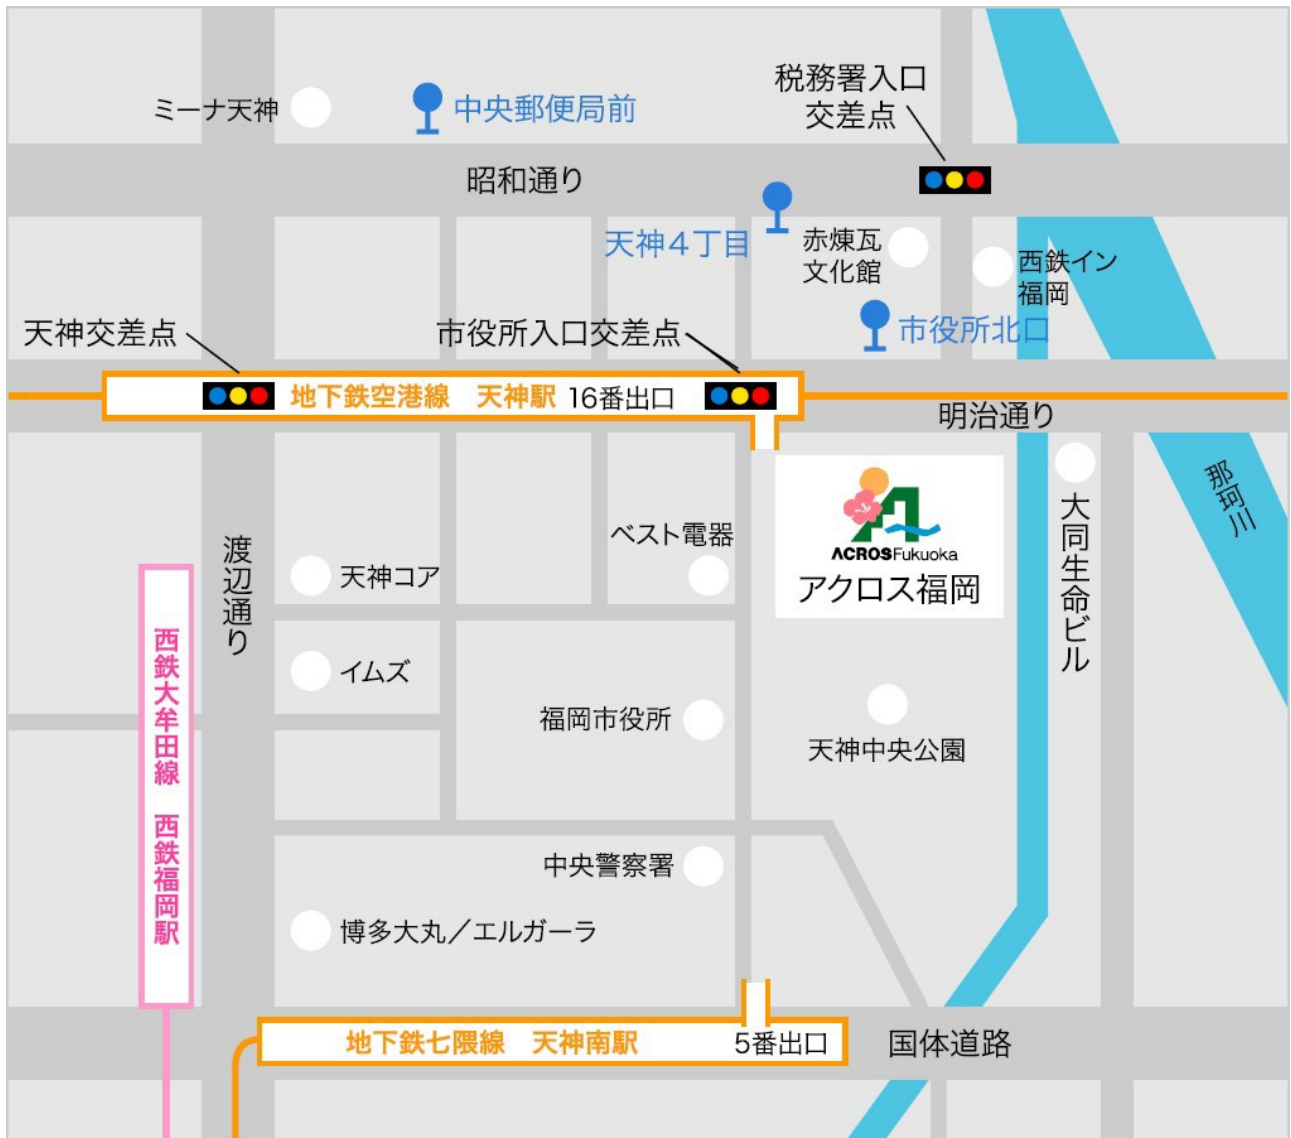 税務署入口
交差点
ミーナ天神
中央郵便局前
昭和通り
天神4丁目
赤煉瓦
文化館
西鉄イン
福岡
市役所北口
天神交差点
市役所入口交差点
地下鉄空港線 天神駅 16番出口
明治通り
那珂川
大同生命ビル
ACROSFukuoka
アクロス福岡
ベスト電器
渡辺通り
天神コア
イムズ
西鉄大牟田線 西鉄福岡駅
福岡市役所
天神中央公園
中央警察署
博多大丸/エルガーラ
地下鉄七隈線 天神南駅 5番出口
国体道路